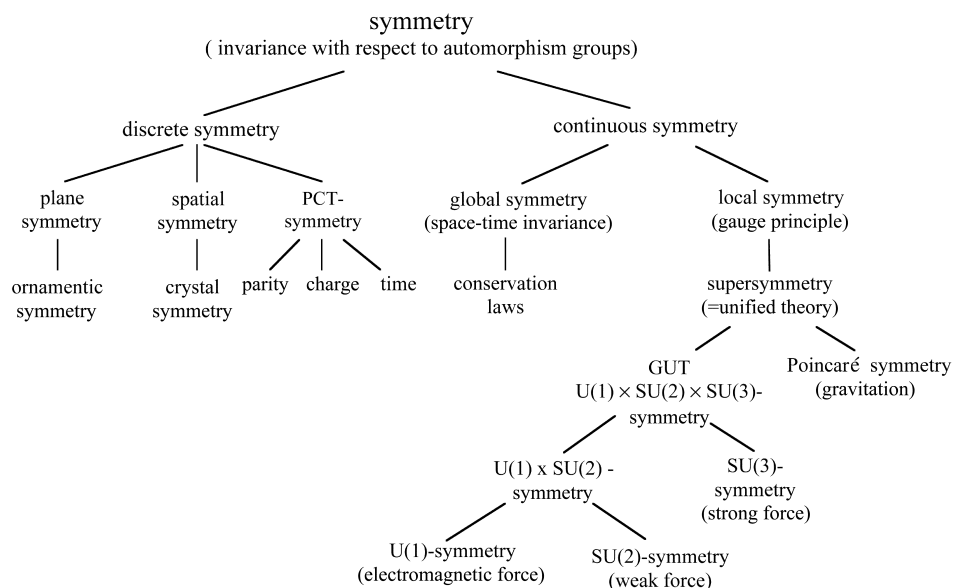 symmetry
( invariance with respect to automorphism groups)
discrete symmetry
continuous symmetry
plane
symmetry
spatial
symmetry
PCT-
symmetry
global symmetry
(space-time invariance)
local symmetry
(gauge principle)
ornamentic
symmetry
crystal
symmetry
parity
charge
time
conservation
laws
supersymmetry
(=unified theory)
GUT
U(1) × SU(2) × SU(3)-
symmetry
Poincaré symmetry
(gravitation)
U(1) x SU(2) -
symmetry
SU(3)-
symmetry
(strong force)
U(1)-symmetry
(electromagnetic force)
SU(2)-symmetry
(weak force)